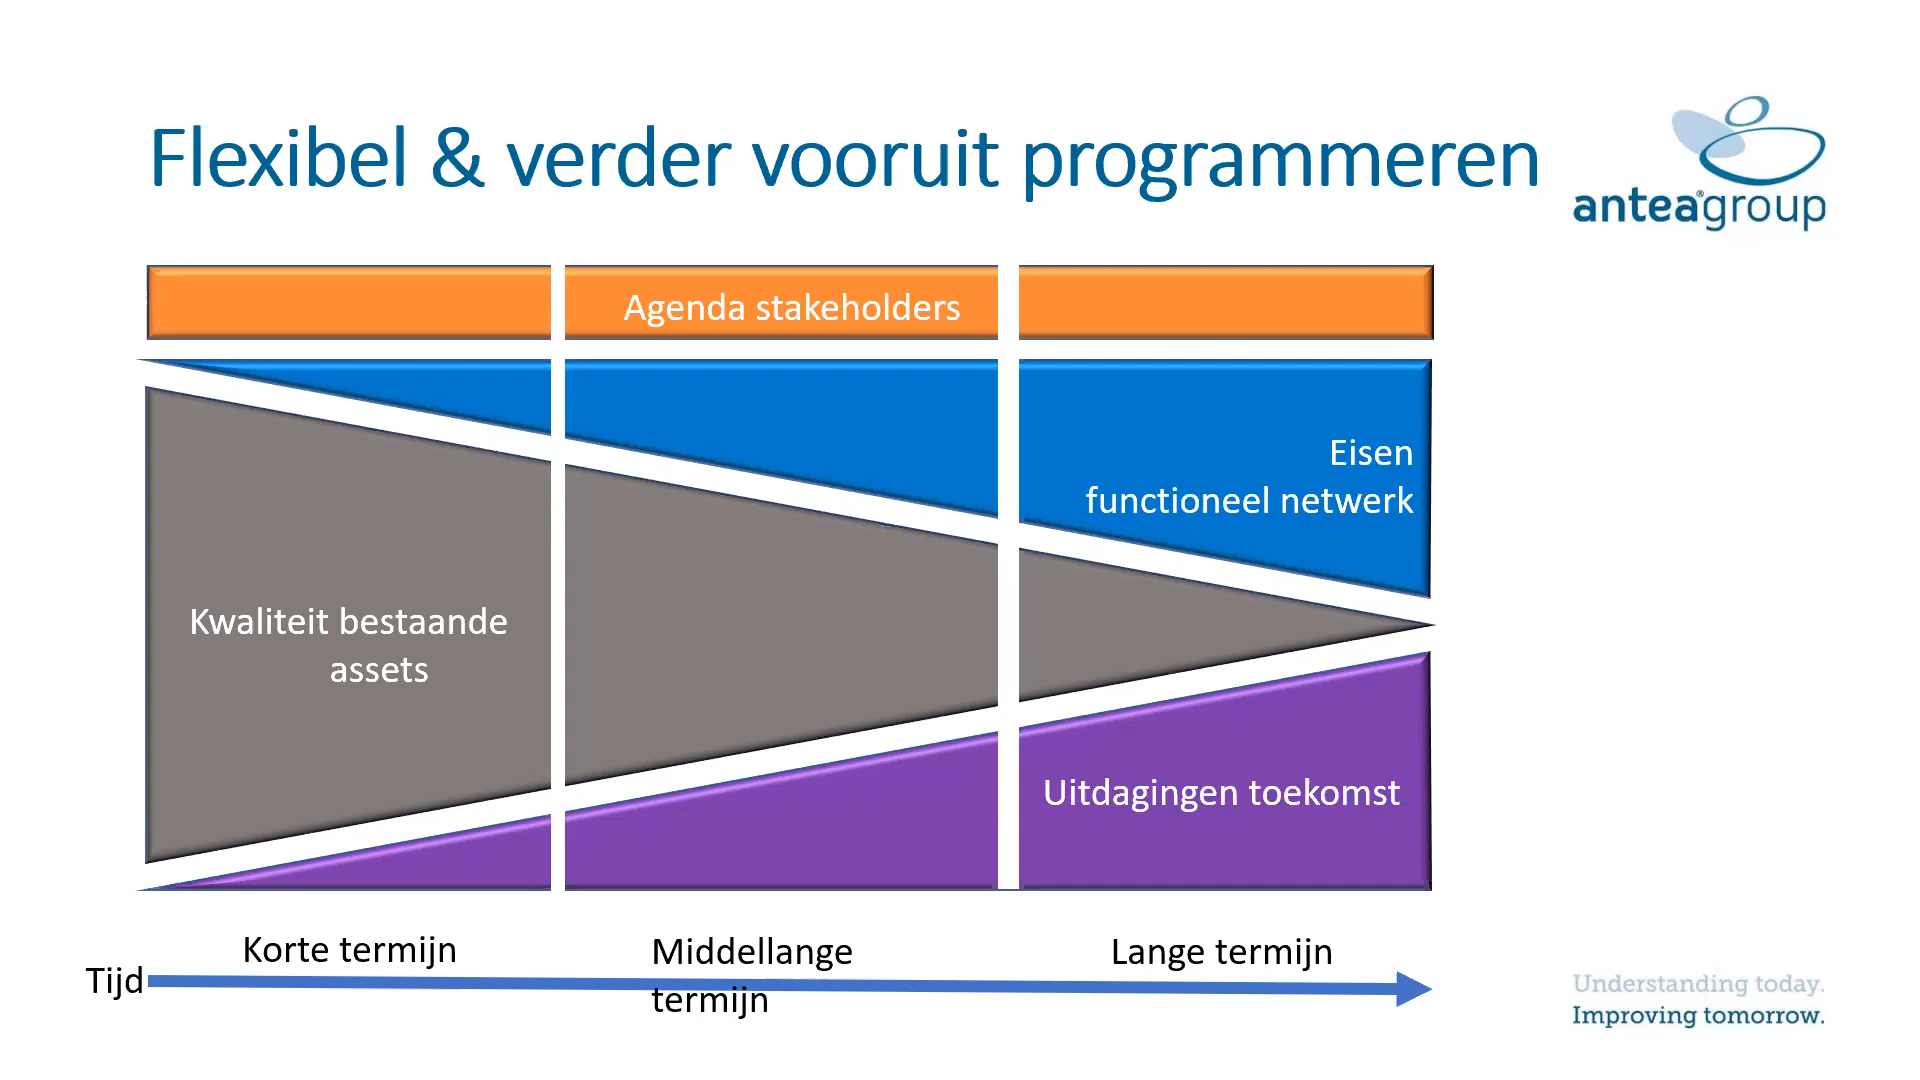 Flexibel & verder vooruit programmeren
anteagroup®
Agenda stakeholders
Eisen
functioneel netwerk
Kwaliteit bestaande
assets
Uitdagingen toekomst
Korte termijn
Middellange
termijn
Lange termijn
Tijd
Understanding today.
Improving tomorrow.